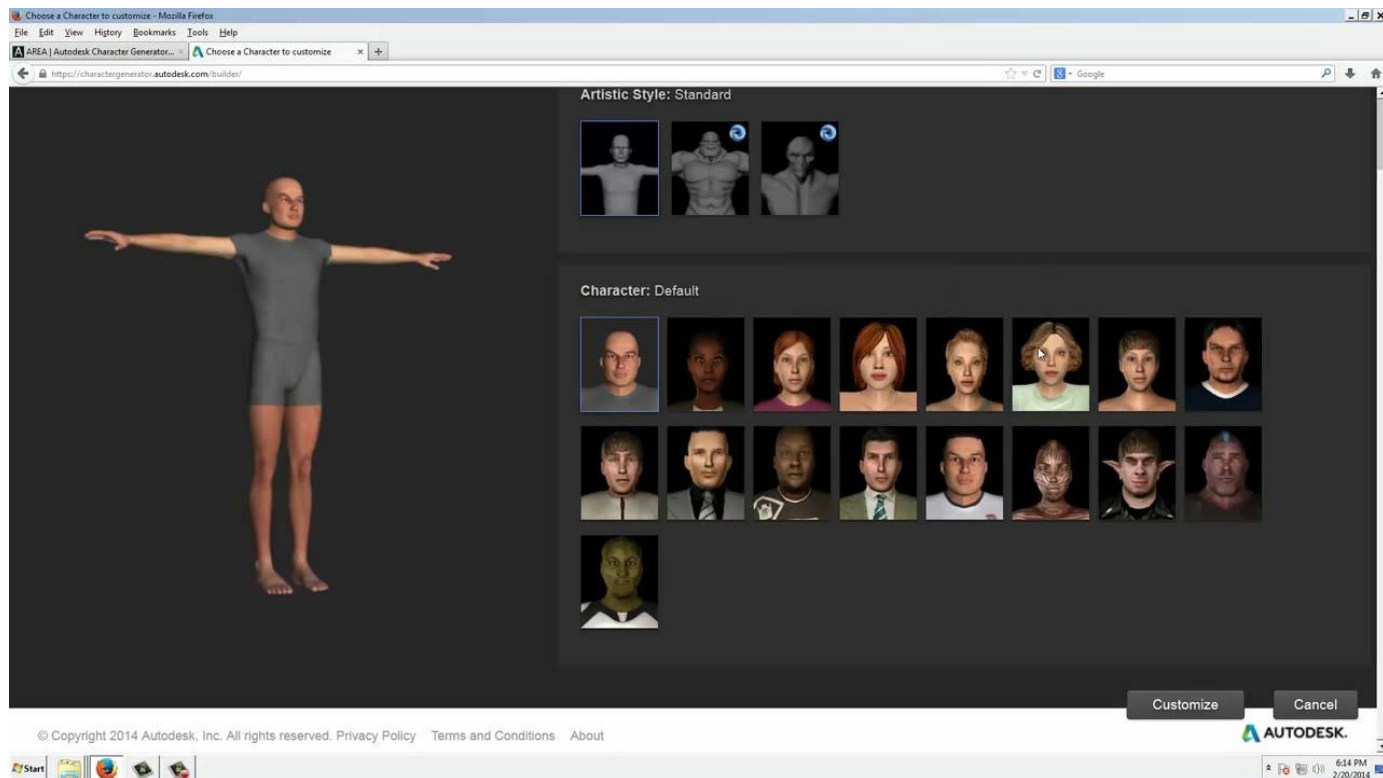 Choose a Character to customize - Mozilla Firefox
File Edit View History Bookmarks Tools Help
A AREA | Autodesk Character Generator... × Choose a Character to customize × +
https://charactergenerator.autodesk.com/builder/ 8 Google
Artistic Style: Standard
Character: Default
Customize Cancel
© Copyright 2014 Autodesk, Inc. All rights reserved. Privacy Policy Terms and Conditions About
AUTODESK.
Start 6:14 PM
2/20/2014